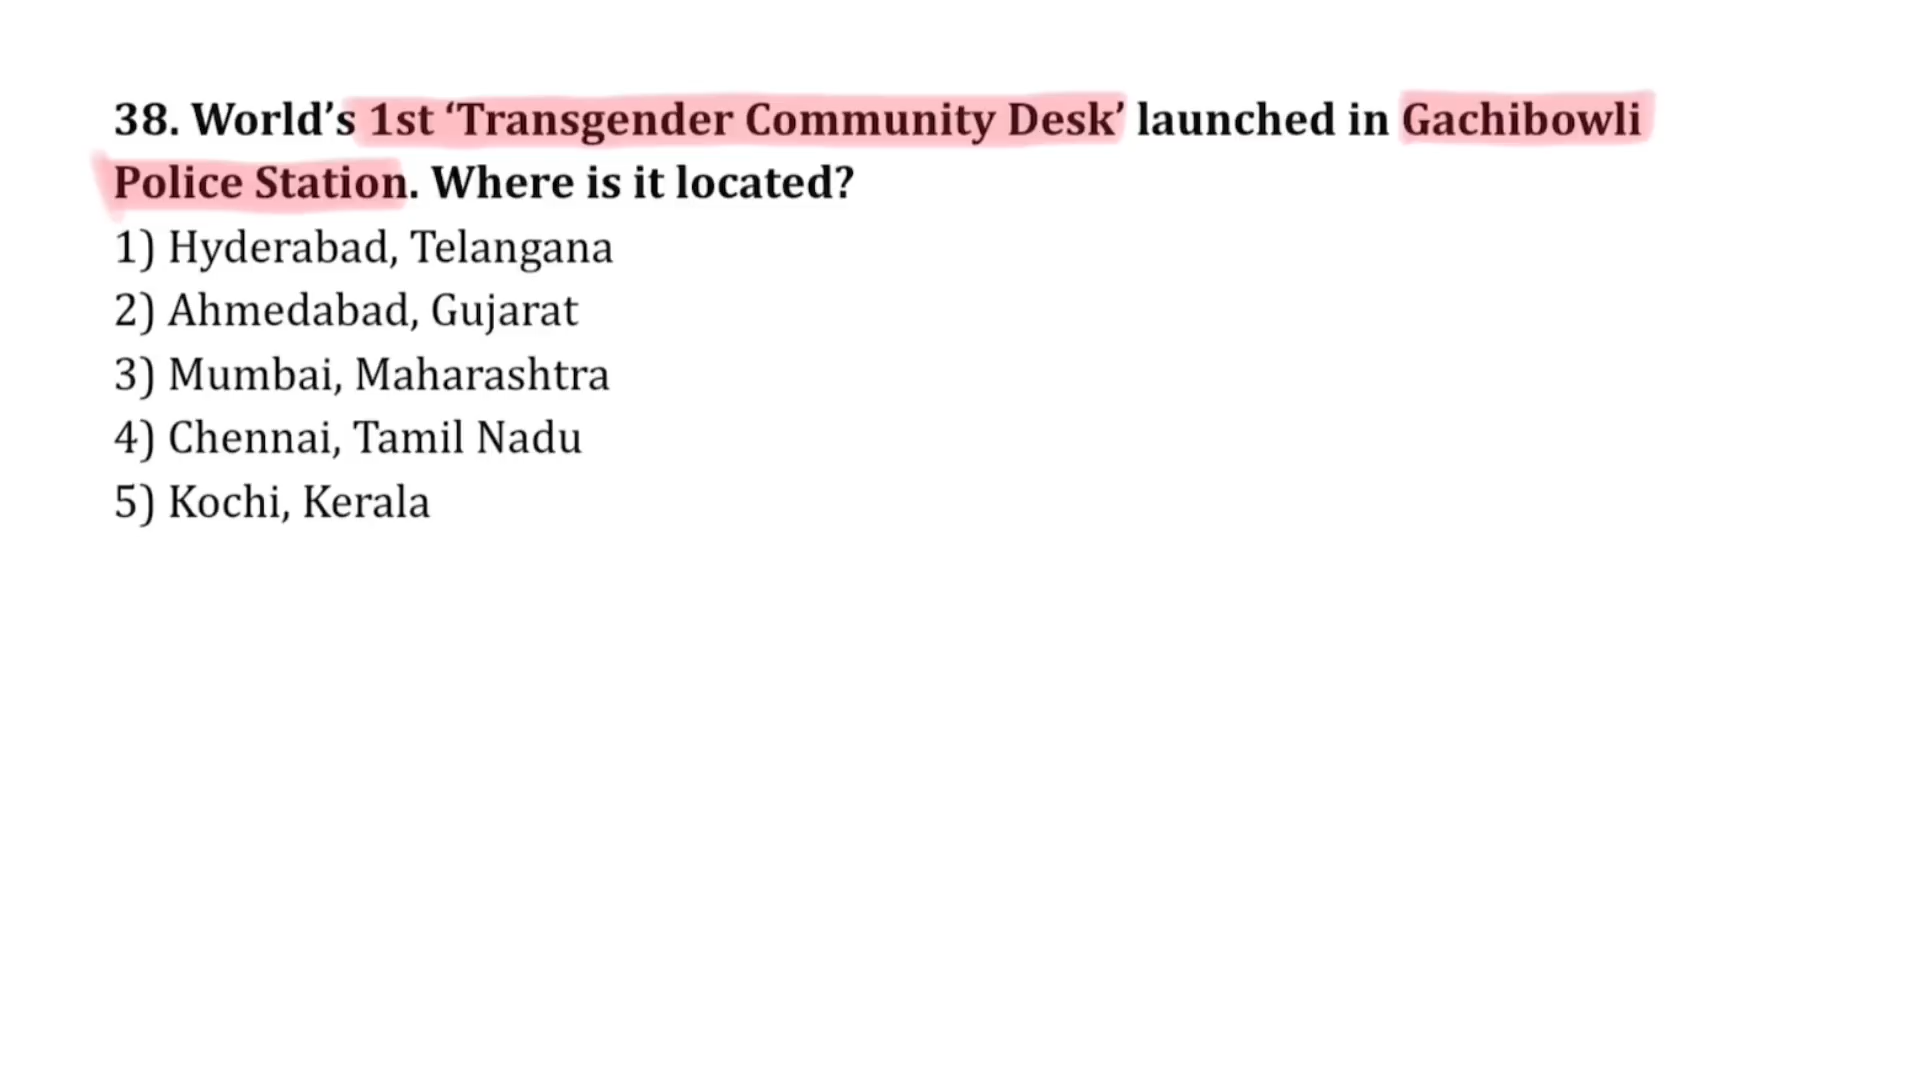 38. World’s 1st ‘Transgender Community Desk’ launched in Gachibowli
Police Station. Where is it located?
1) Hyderabad, Telangana
2) Ahmedabad, Gujarat
3) Mumbai, Maharashtra
4) Chennai, Tamil Nadu
5) Kochi, Kerala